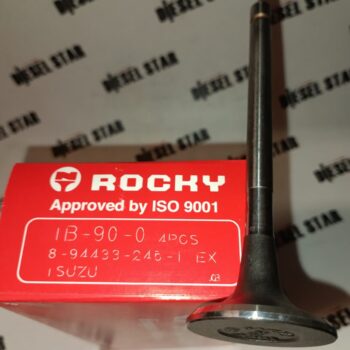 DIESEL STAR
ROCKY
Approved by ISO 9001
IB-90-0 4PCS
8-94433-246-1 EX
ISUZU